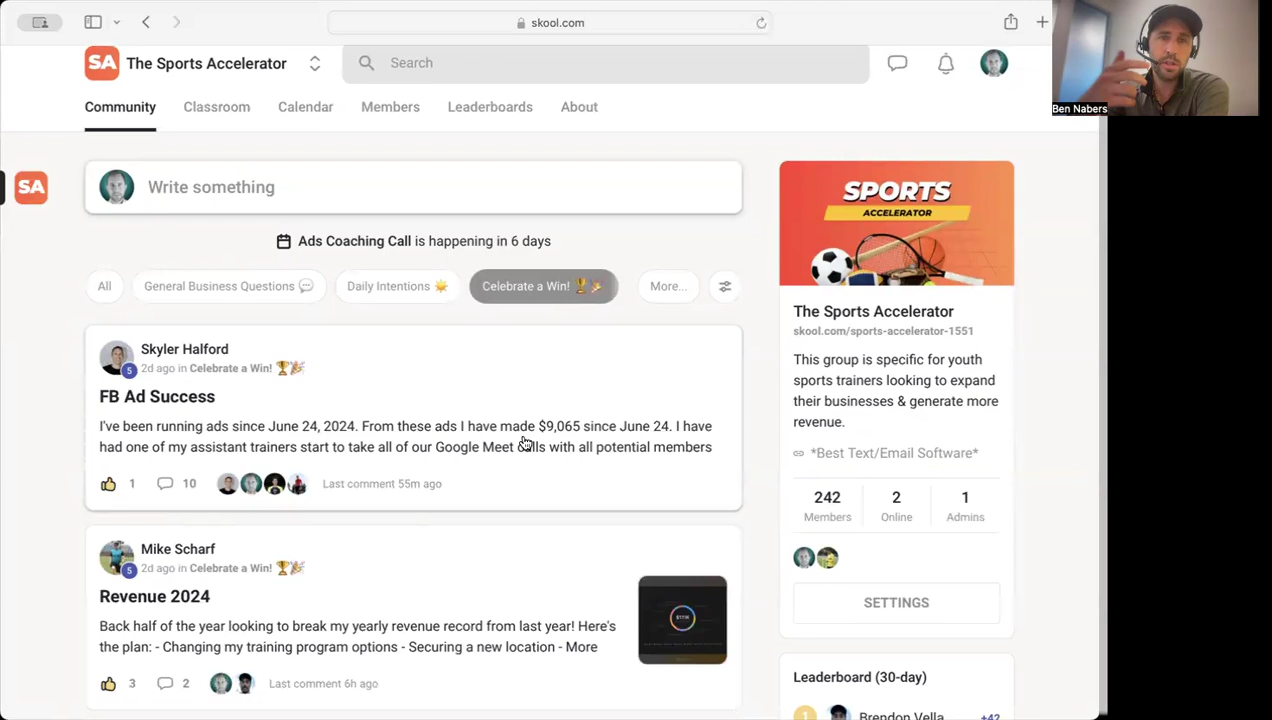 skool.com
SA The Sports Accelerator
Search
Ben Nabers
Community Classroom Calendar Members Leaderboards About
SA
Write something
SPORTS
ACCELERATOR
Ads Coaching Call is happening in 6 days
All General Business Questions 💬 Daily Intentions ☀️ Celebrate a Win! 🏆🎉 More...
The Sports Accelerator
skool.com/sports-accelerator-1551
This group is specific for youth
sports trainers looking to expand
their businesses & generate more
revenue.
*Best Text/Email Software*
242 2 1
Members Online Admins
SETTINGS
Leaderboard (30-day)
1 Brendon Vella +42
Skyler Halford
5 2d ago in Celebrate a Win! 🏆🎉
FB Ad Success
I've been running ads since June 24, 2024. From these ads I have made $9,065 since June 24. I have
had one of my assistant trainers start to take all of our Google Meet calls with all potential members
1 10 Last comment 55m ago
Mike Scharf
5 2d ago in Celebrate a Win! 🏆🎉
Revenue 2024
Back half of the year looking to break my yearly revenue record from last year! Here's
the plan: - Changing my training program options - Securing a new location - More
3 2 Last comment 6h ago